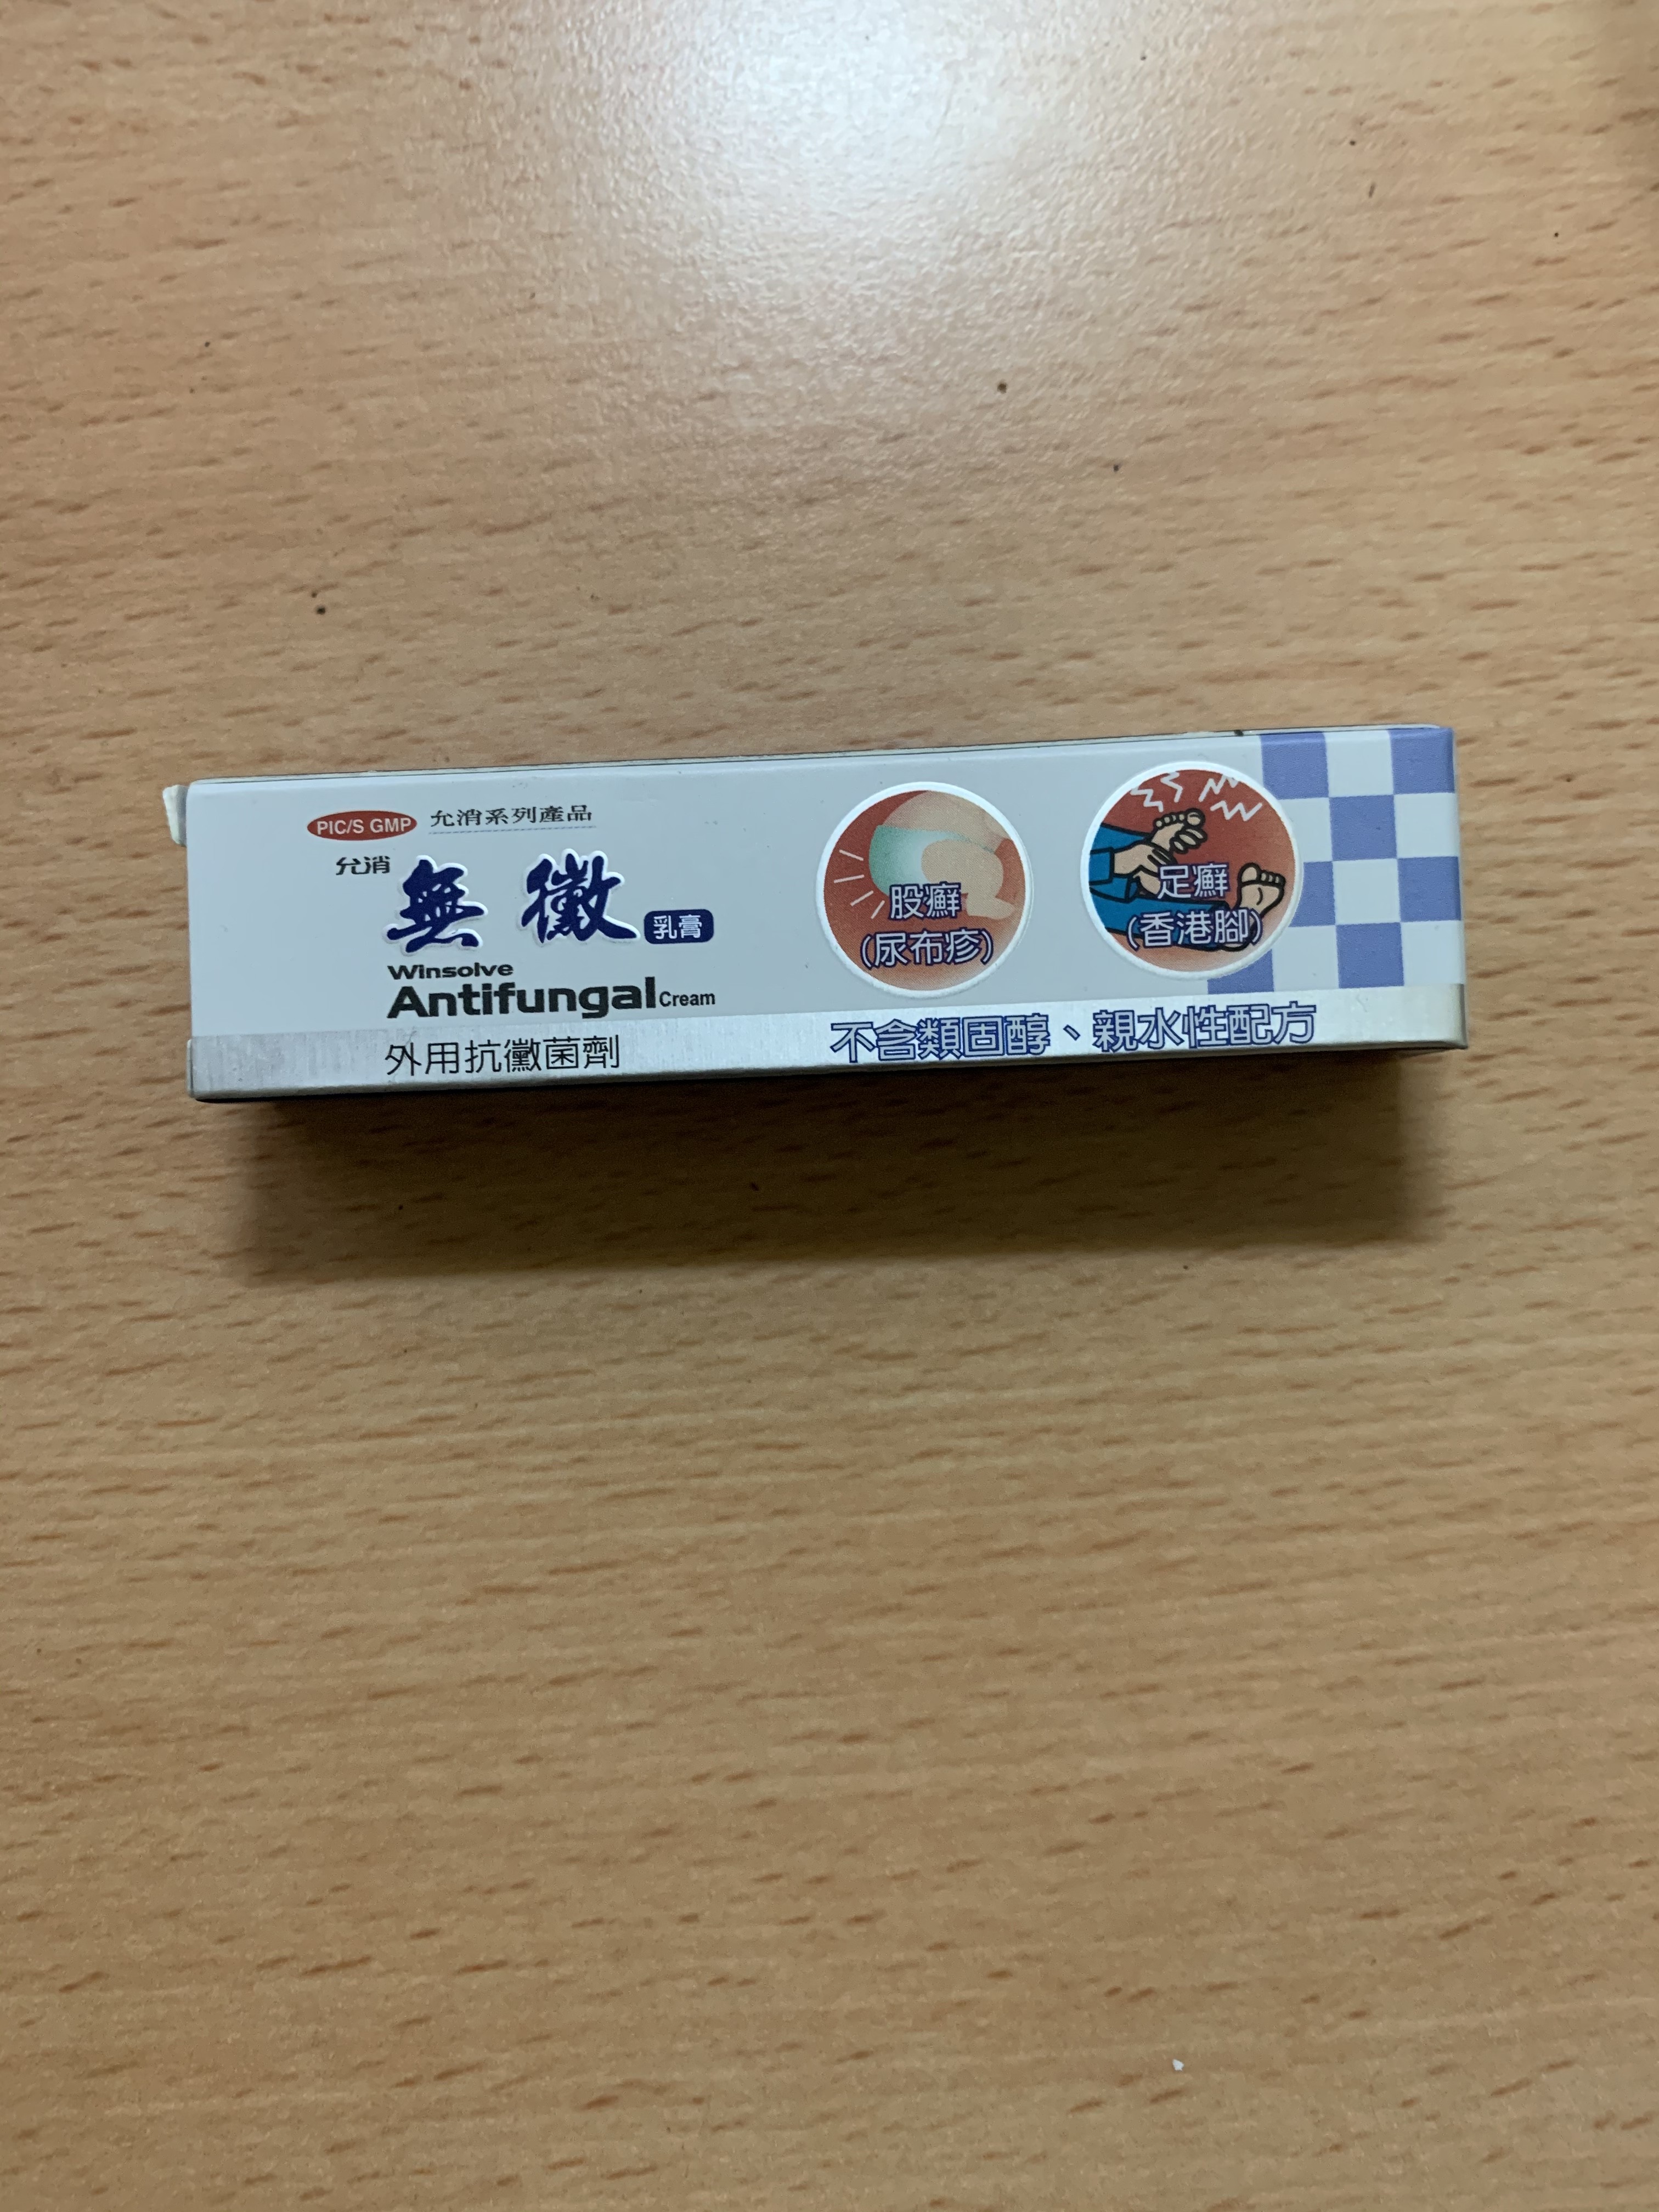 PIC/S GMP 允消系列產品
允消
無黴 乳膏
Winsolve
Antifungal Cream
外用抗黴菌劑
股癬
(尿布疹)
足癬
(香港腳)
不含類固醇、親水性配方